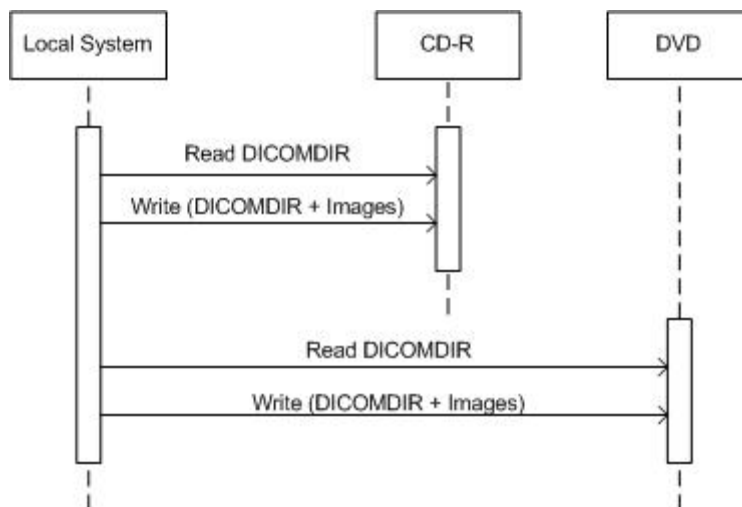 Local System
CD-R
DVD
Read DICOMDIR
Write (DICOMDIR + Images)
Read DICOMDIR
Write (DICOMDIR + Images)